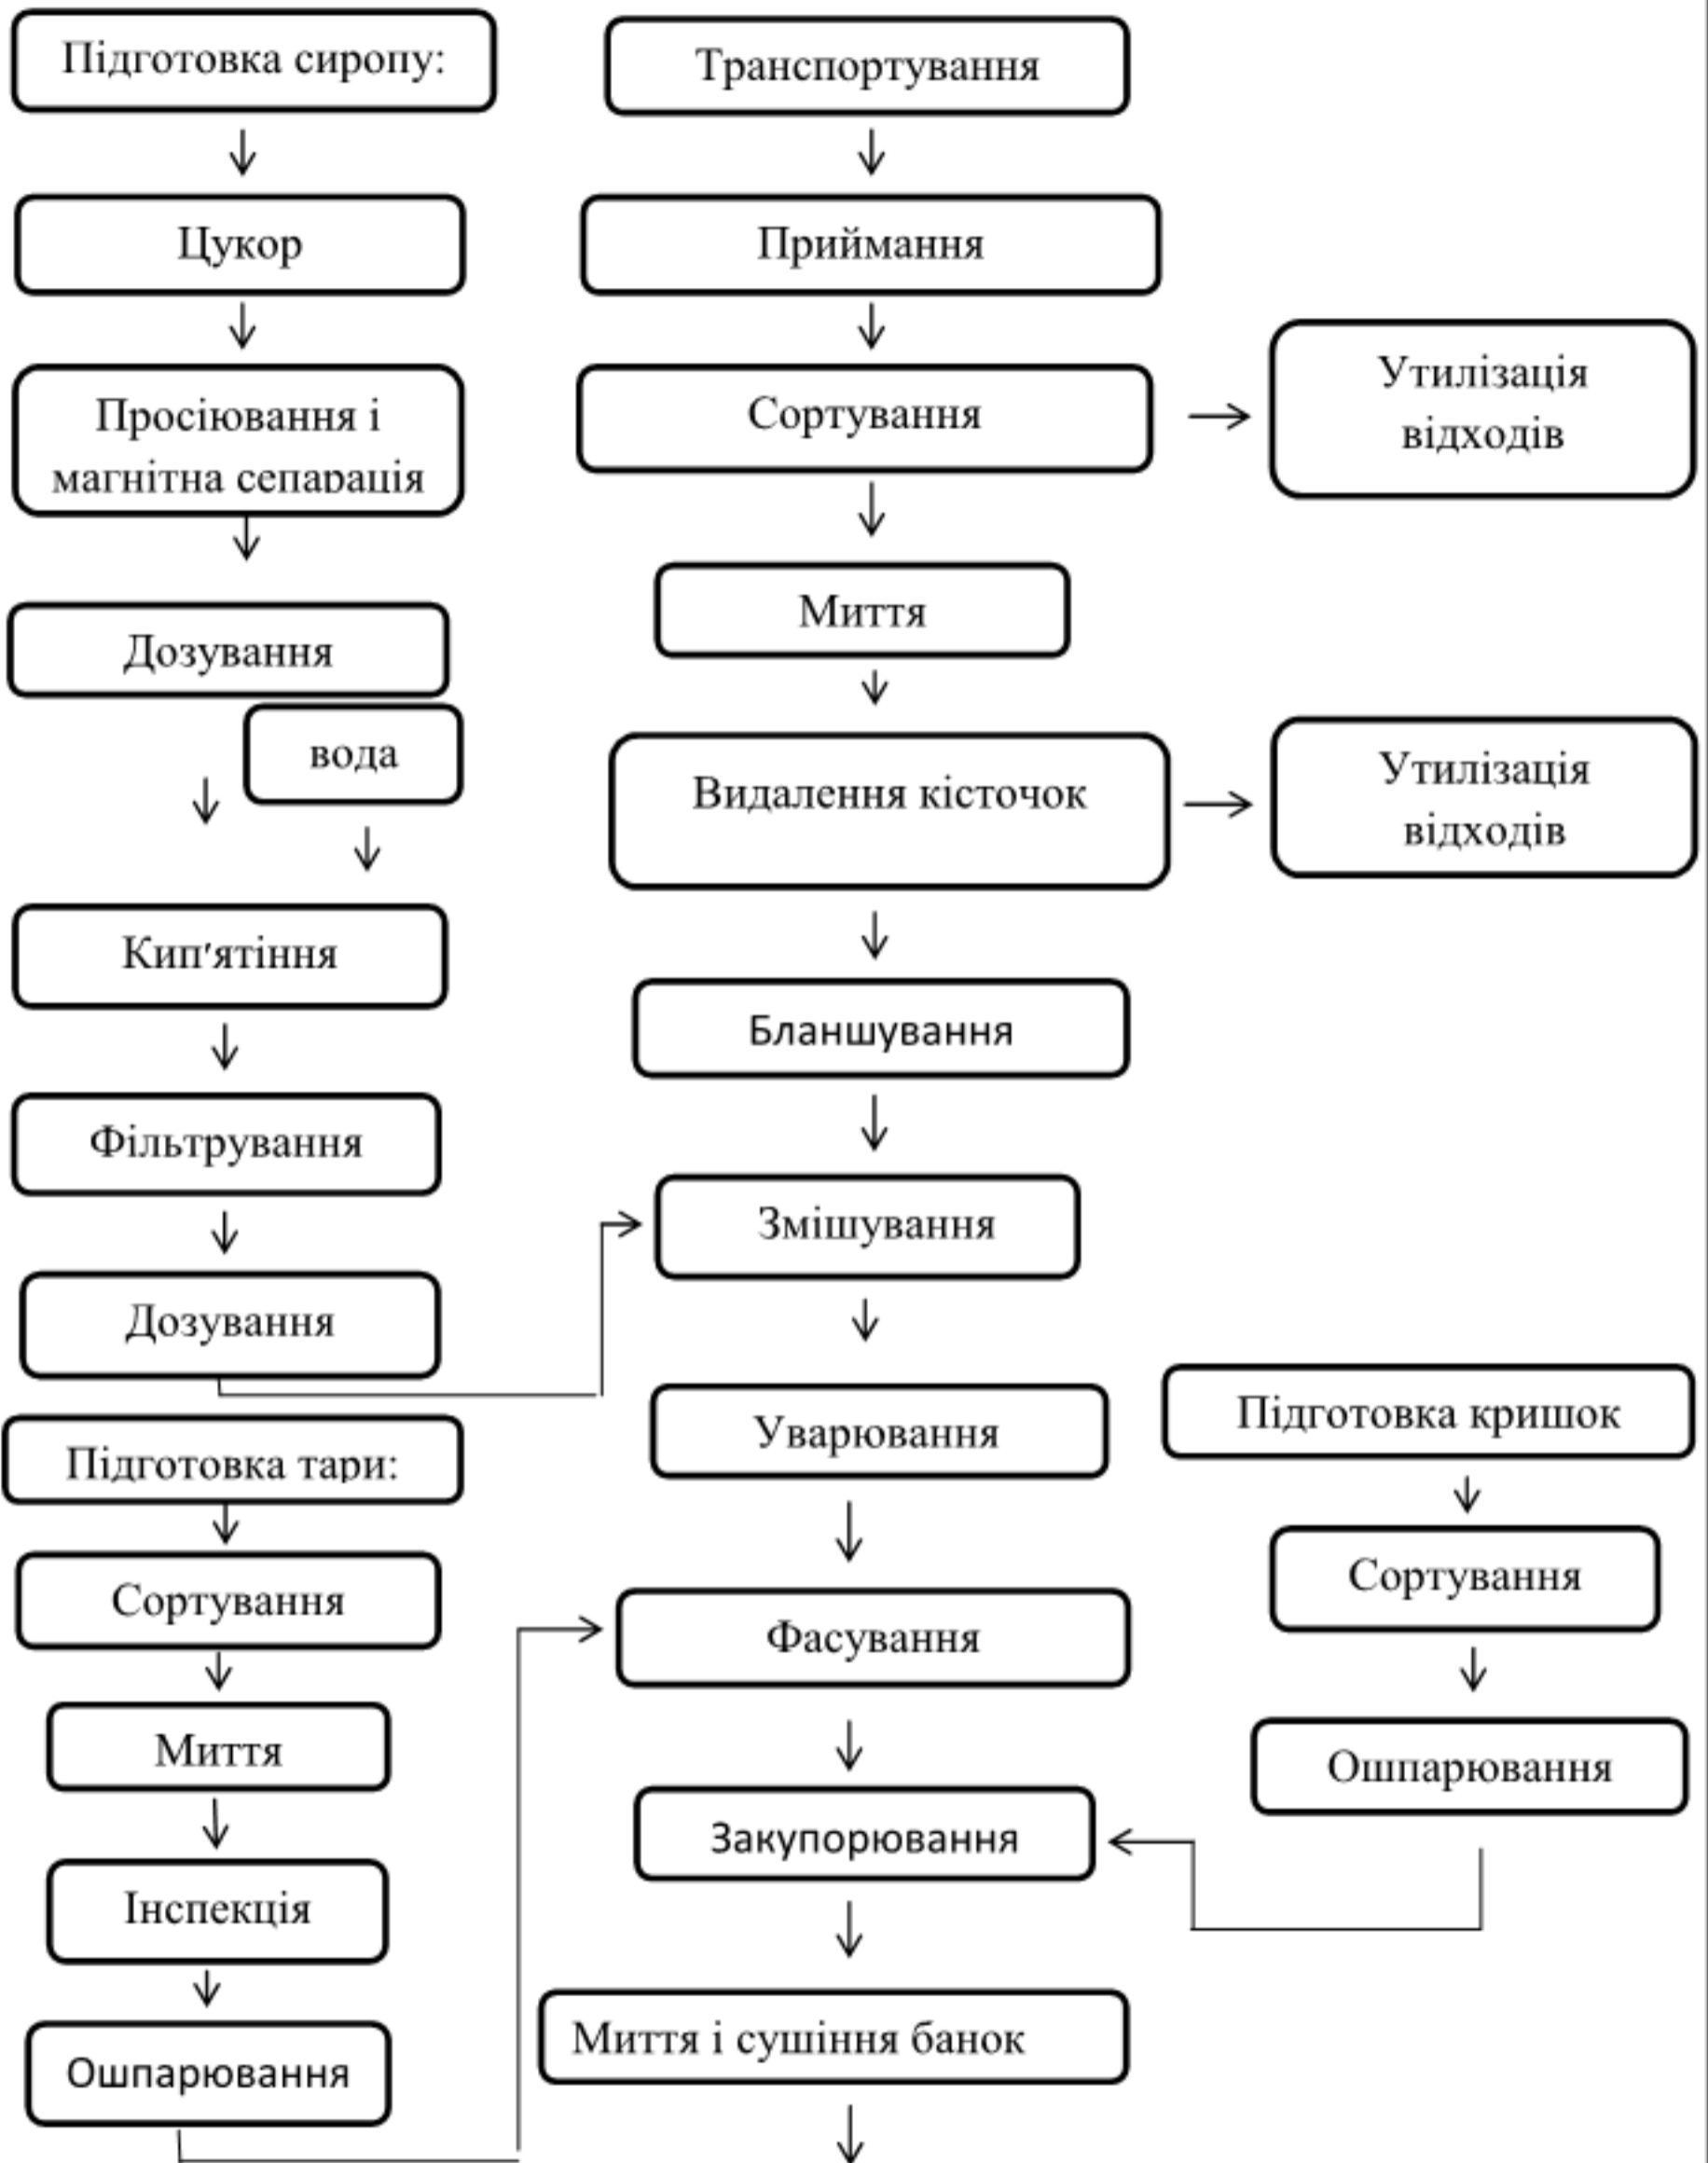 Підготовка сиропу:
Цукор
Просіювання і
магнітна сепарація
Дозування
вода
Кип'ятіння
Фільтрування
Дозування
Підготовка тари:
Сортування
Миття
Інспекція
Ошпарювання
Транспортування
Приймання
Сортування
Миття
Видалення кісточок
Бланшування
Змішування
Уварювання
Фасування
Закупорювання
Миття і сушіння банок
Утилізація
відходів
Утилізація
відходів
Підготовка кришок
Сортування
Ошпарювання